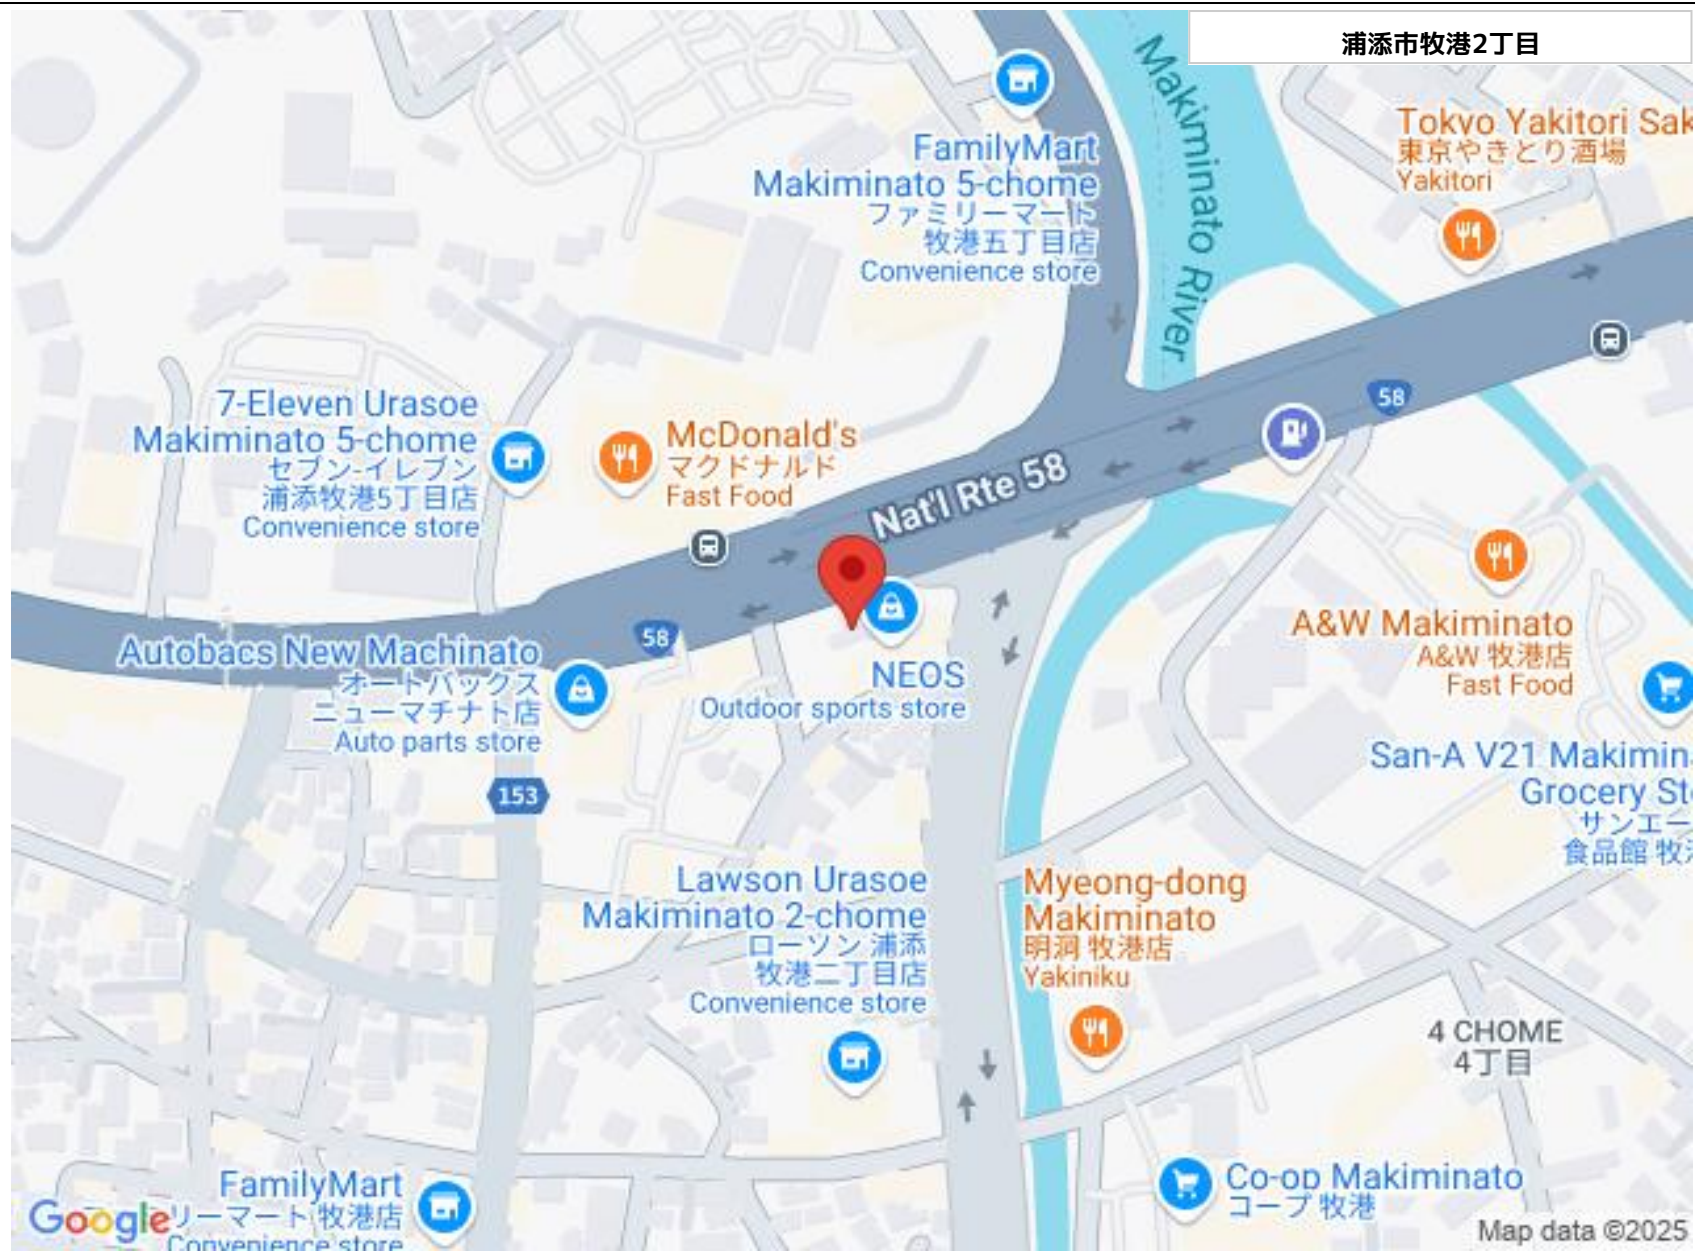 浦添市牧港2丁目
Makiminato River
Tokyo Yakitori Sak
東京やきとり酒場
Yakitori
FamilyMart
Makiminato 5-chome
ファミリーマート
牧港五丁目店
Convenience store
58
7-Eleven Urasoe
Makiminato 5-chome
セブン-イレブン
浦添牧港5丁目店
Convenience store
McDonald's
マクドナルド
Fast Food
Nat'l Rte 58
A&W Makiminato
A&W 牧港店
Fast Food
58
Autobacs New Machinato
オートバックス
ニューマチナト店
Auto parts store
NEOS
Outdoor sports store
San-A V21 Makimin
Grocery Sto
サンエー
食品館 牧
153
Lawson Urasoe
Makiminato 2-chome
ローソン 浦添
牧港二丁目店
Convenience store
Myeong-dong
Makiminato
明洞 牧港店
Yakiniku
4 CHOME
4丁目
FamilyMart
リーマート 牧港店
Convenience store
Co-op Makiminato
コープ 牧港
Google
Map data ©2025